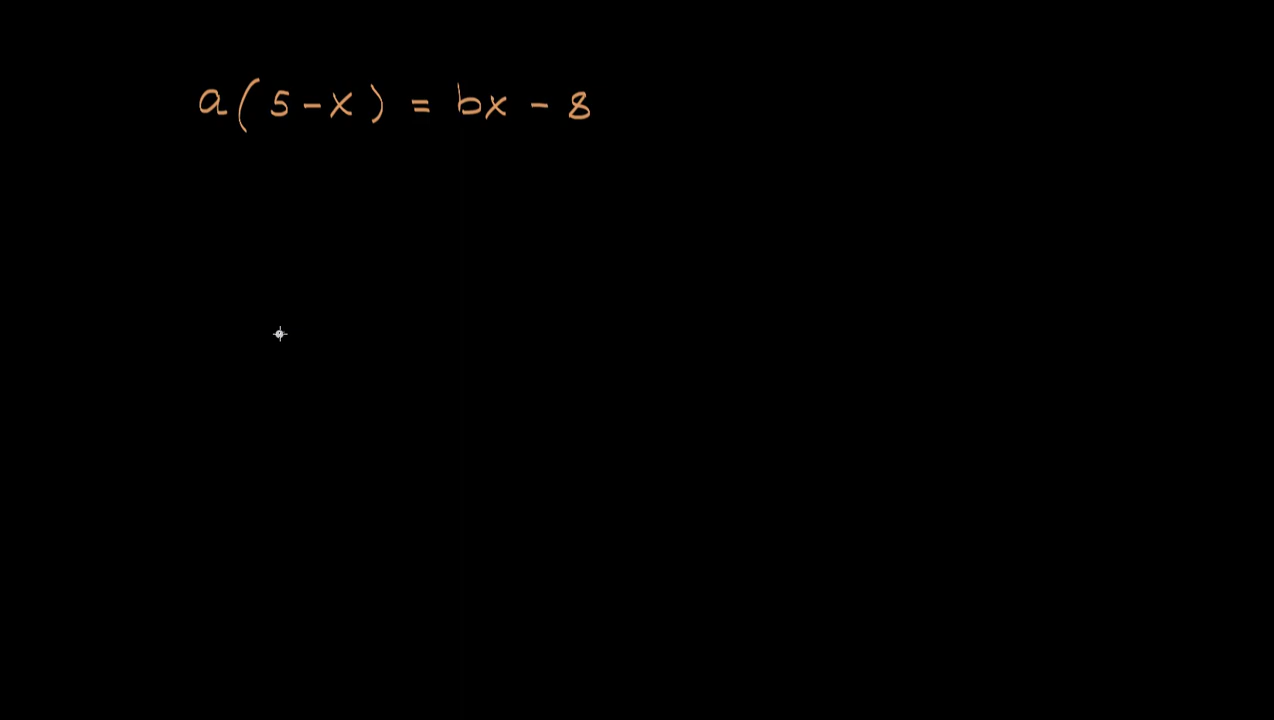 a(5-x) = bx - 8